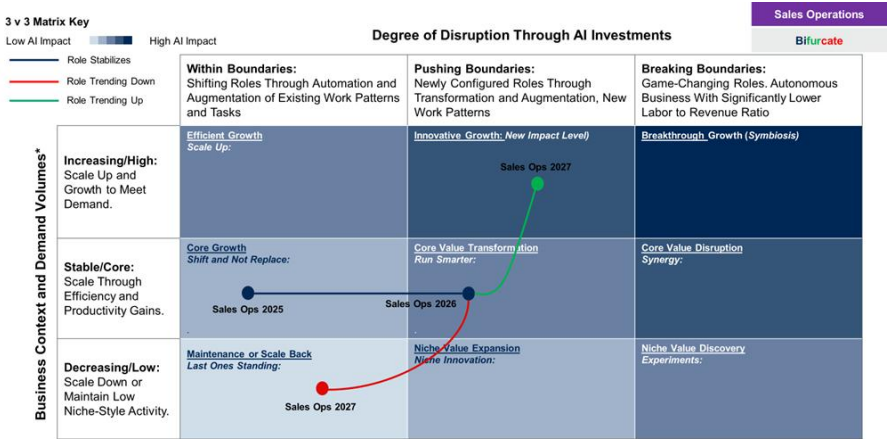 3 v 3 Matrix Key
Low AI Impact
High AI Impact
Role Stabilizes
Role Trending Down
Role Trending Up
Degree of Disruption Through AI Investments
Sales Operations
Bifurcate
Within Boundaries:
Shifting Roles Through Automation and
Augmentation of Existing Work Patterns
and Tasks
Pushing Boundaries:
Newly Configured Roles Through
Transformation and Augmentation, New
Work Patterns
Breaking Boundaries:
Game-Changing Roles. Autonomous
Business With Significantly Lower
Labor to Revenue Ratio
Business Context and Demand Volumes*
Increasing/High:
Scale Up and
Growth to Meet
Demand.
Efficient Growth
Scale Up:
Innovative Growth: New Impact Level)
Sales Ops 2027
Breakthrough Growth (Symbiosis)
Stable/Core:
Scale Through
Efficiency and
Productivity Gains.
Core Growth
Shift and Not Replace:
Sales Ops 2025
.
Core Value Transformation
Run Smarter:
Sales Ops 2026
.
Core Value Disruption
Synergy:
Decreasing/Low:
Scale Down or
Maintain Low
Niche-Style Activity.
Maintenance or Scale Back
Last Ones Standing:
Sales Ops 2027
Niche Value Expansion
Niche Innovation:
Niche Value Discovery
Experiments: